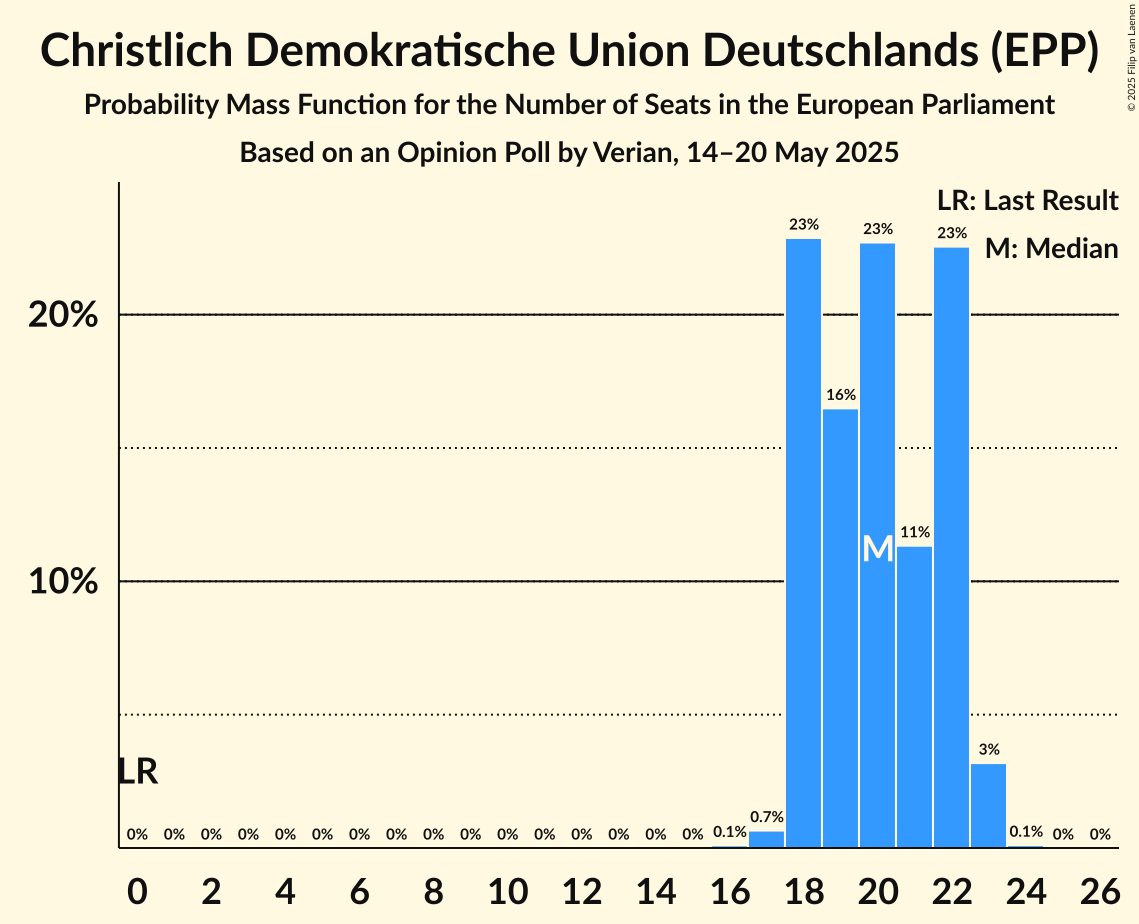 Christlich Demokratische Union Deutschlands (EPP)
Probability Mass Function for the Number of Seats in the European Parliament
Based on an Opinion Poll by Verian, 14–20 May 2025
© 2025 Filip van Laenen
LR: Last Result
M: Median
23% 23% 23%
20%
16%
M 11%
10%
3%
LR
0% 0% 0% 0% 0% 0% 0% 0% 0% 0% 0% 0% 0% 0% 0% 0% 0.1% 0.7% 0.1% 0% 0%
0 2 4 6 8 10 12 14 16 18 20 22 24 26